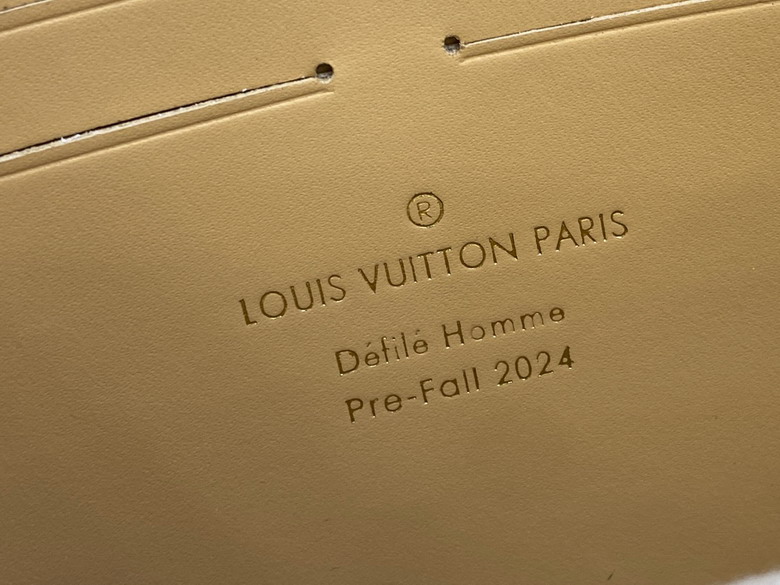 ®
LOUIS VUITTON PARIS
Défilé Homme
Pre-Fall 2024